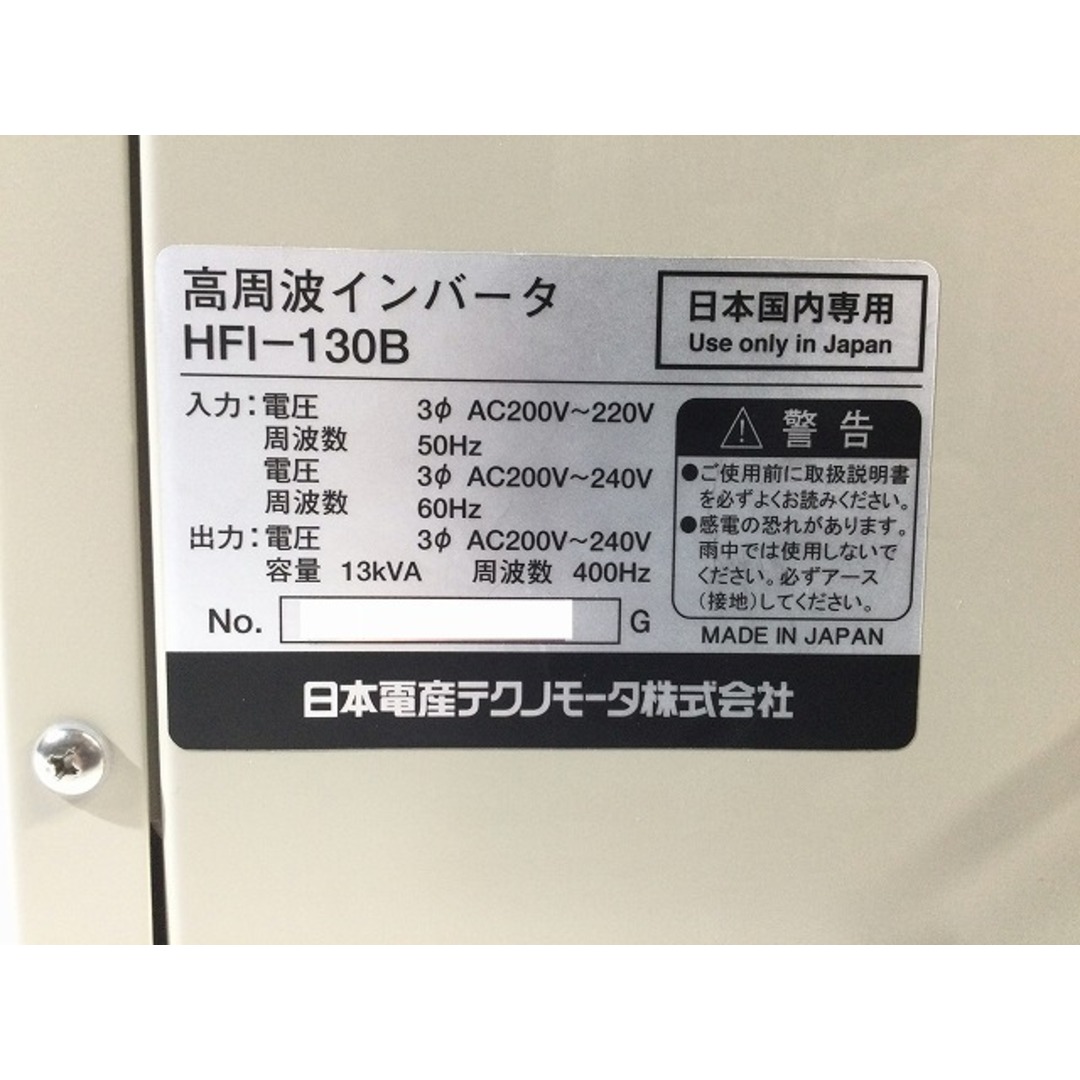 高周波インバータ
HFI-130B
日本国内専用
Use only in Japan
入力：電圧 3φ AC200V～220V
周波数 50Hz
電圧 3φ AC200V～240V
周波数 60Hz
出力：電圧 3φ AC200V～240V
容量 13kVA 周波数 400Hz
No. G
警告
●ご使用前に取扱説明書
を必ずよくお読みください。
●感電の恐れがあります。
雨中では使用しないで
ください。必ずアース
(接地)してください。
MADE IN JAPAN
日本電産テクノモータ株式会社